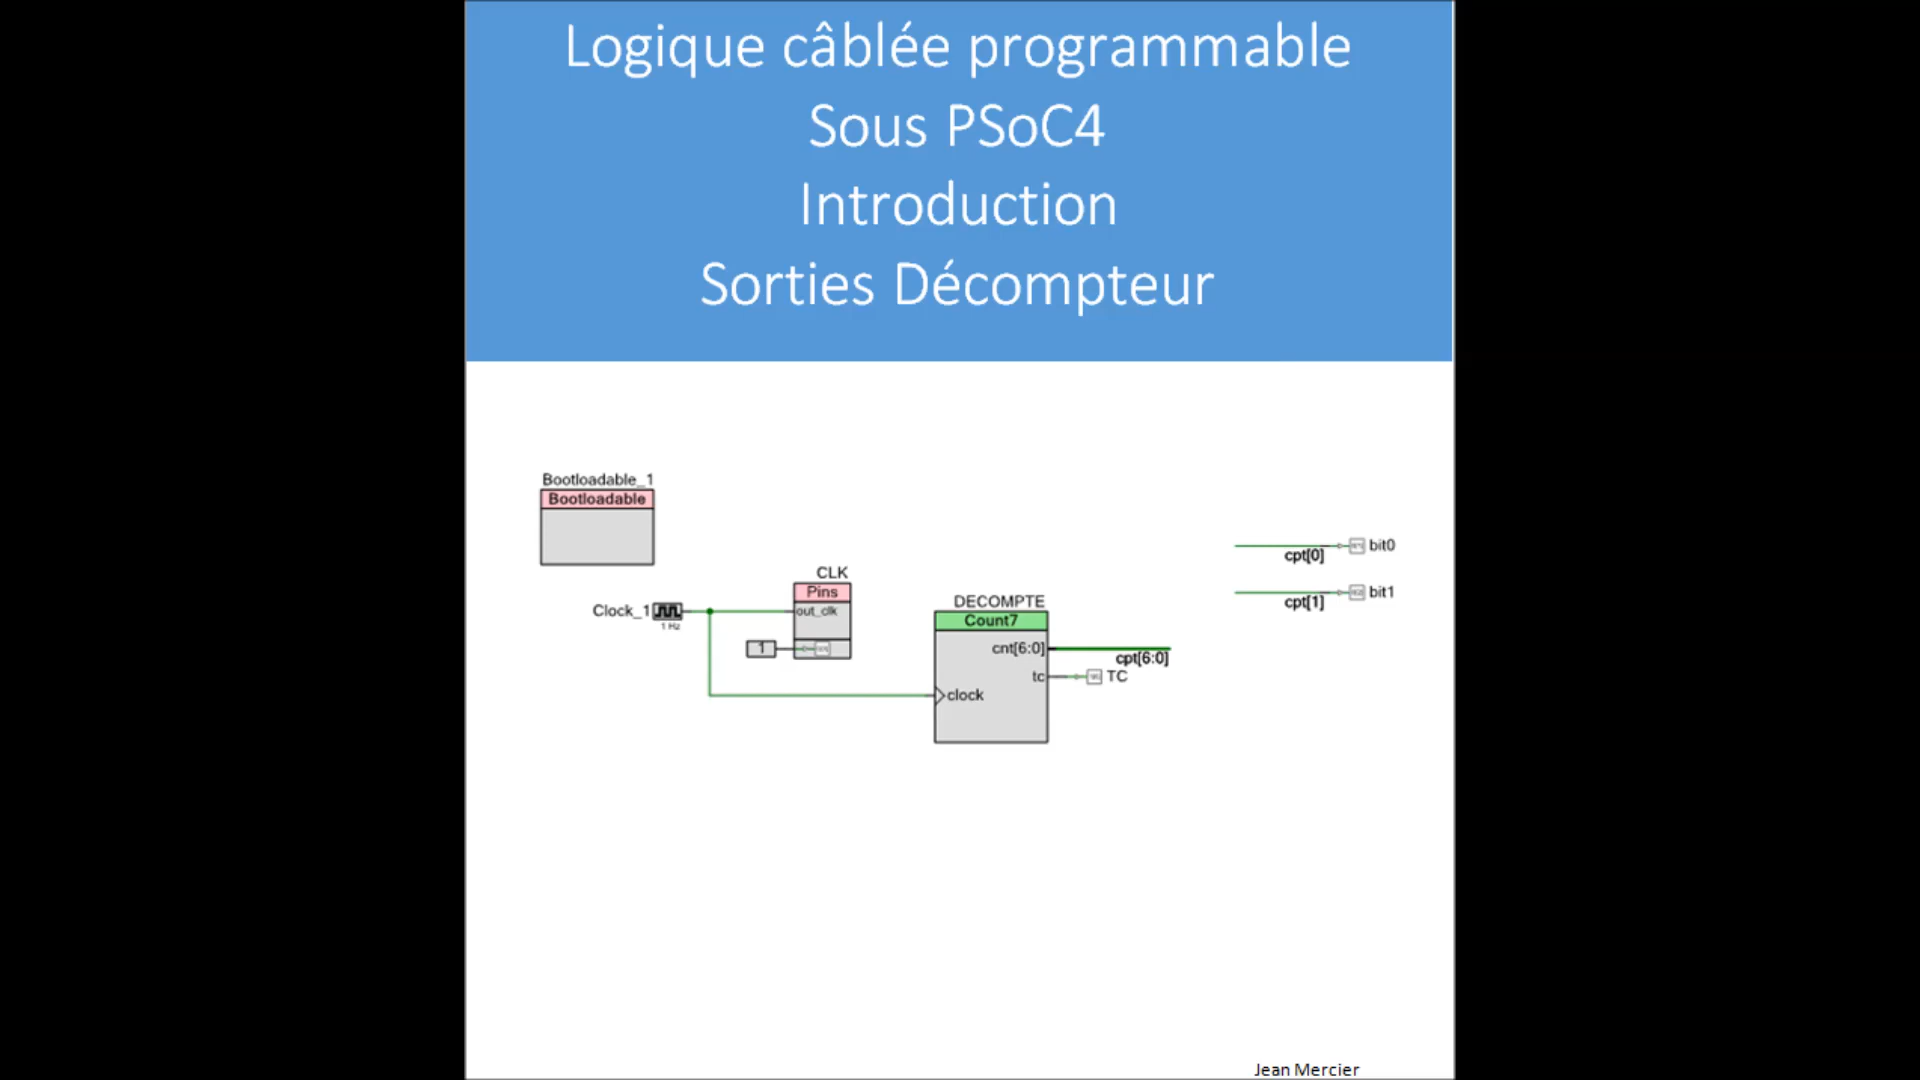 Logique câblée programmable
Sous PSoC4
Introduction
Sorties Décompteur
Bootloadable_1
Bootloadable
cpt[0]
bit0
cpt[1]
bit1
CLK
Pins
Clock_1
1 Hz
out_clk
1
DECOMPTE
Count7
cnt[6:0]
cpt[6:0]
tc
TC
clock
Jean Mercier